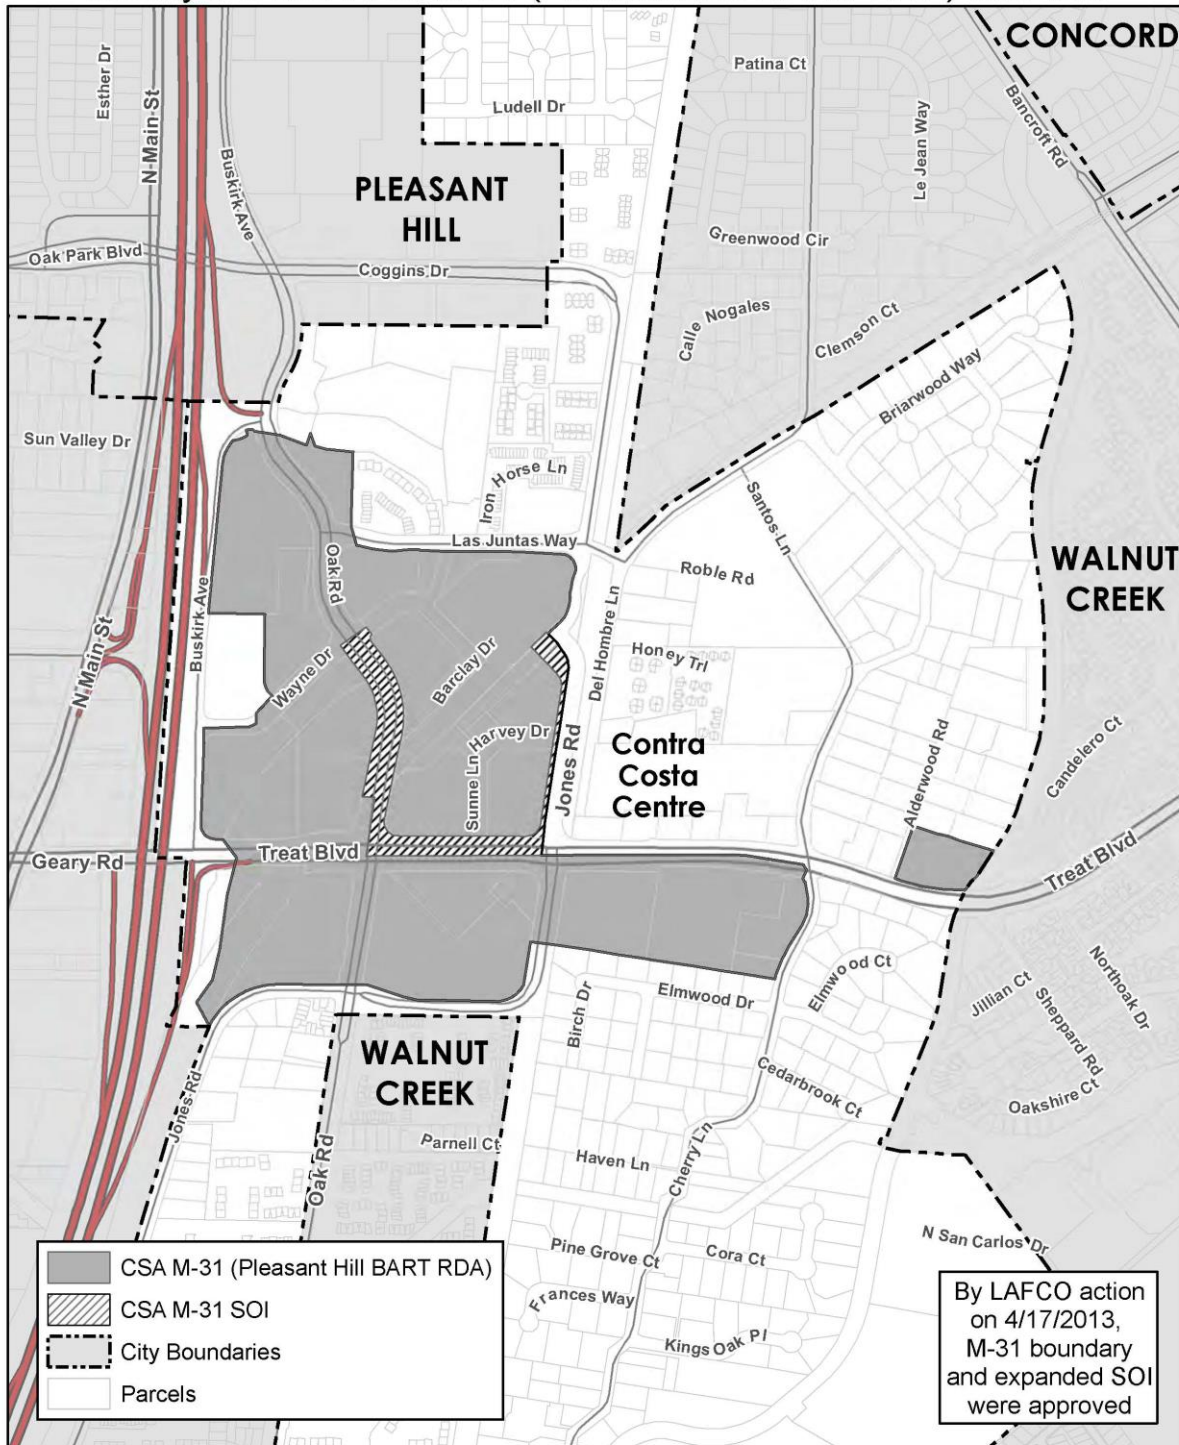 CONCORD
Patina Ct
Esther Dr
N Main St
Ludell Dr
Le Jean Way
Bancroft Rd
Buskirk Ave
PLEASANT
HILL
Greenwood Cir
Oak Park Blvd
Coggins Dr
Calle Nogales
Clemson Ct
Briarwood Way
Sun Valley Dr
Iron Horse Ln
Santos Ln
Las Juntas Way
Oak Rd
Roble Rd
WALNUT
CREEK
Buskirk Ave
N Main St
Wayne Dr
Barclay Dr
Del Hombre Ln
Honey Trl
Harvey Dr
Sunne Ln
Jones Rd
Contra
Costa
Centre
Alderwood Rd
Candelero Ct
Geary Rd
Treat Blvd
Treat Blvd
Elmwood Ct
Elmwood Dr
Birch Dr
Jillian Ct
Northoak Dr
Sheppard Rd
Oakshire Ct
WALNUT
CREEK
Cedarbrook Ct
Jones Rd
Oak Rd
Parnell Ct
Haven Ln
Cherry Ln
N San Carlos Dr
Pine Grove Ct
Cora Ct
Frances Way
Kings Oak Pl
CSA M-31 (Pleasant Hill BART RDA)
CSA M-31 SOI
City Boundaries
Parcels
By LAFCO action
on 4/17/2013,
M-31 boundary
and expanded SOI
were approved